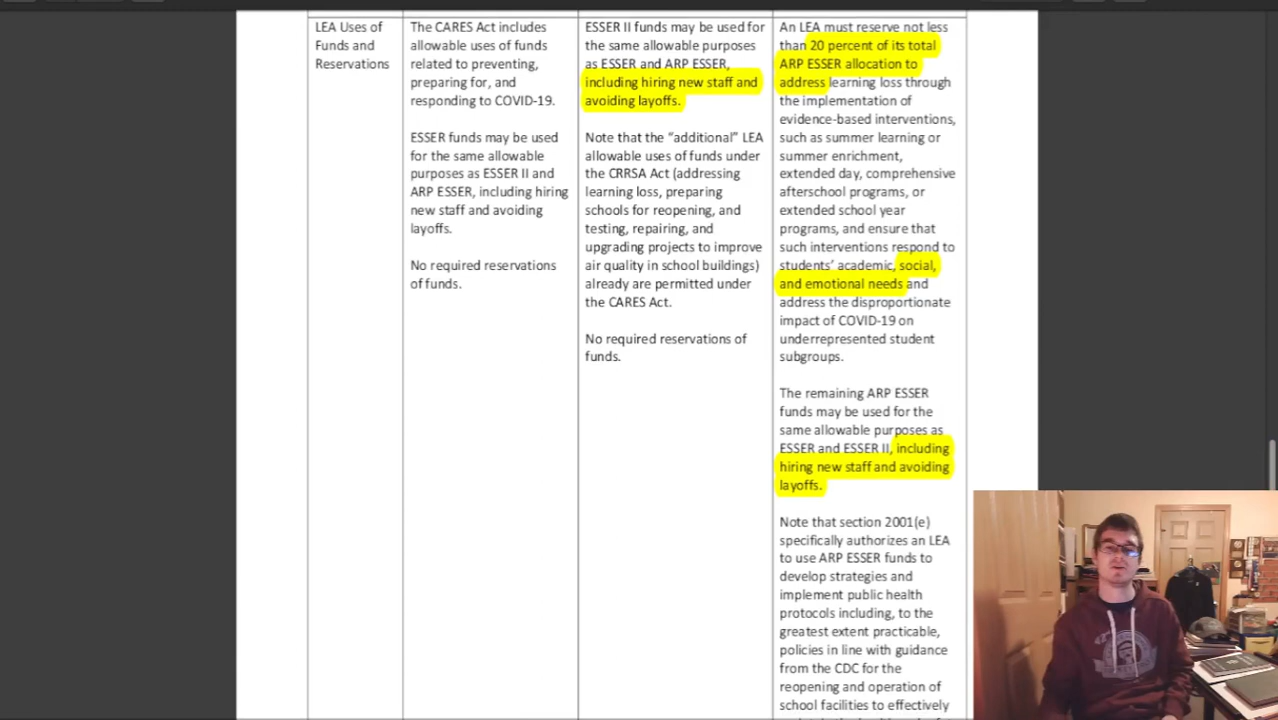 LEA Uses of
Funds and
Reservations
The CARES Act includes
allowable uses of funds
related to preventing,
preparing for, and
responding to COVID-19.
ESSER funds may be used
for the same allowable
purposes as ESSER II and
ARP ESSER, including hiring
new staff and avoiding
layoffs.
No required reservations
of funds.
ESSER II funds may be used for
the same allowable purposes
as ESSER and ARP ESSER,
including hiring new staff and
avoiding layoffs.
Note that the “additional” LEA
allowable uses of funds under
the CRRSA Act (addressing
learning loss, preparing
schools for reopening, and
testing, repairing, and
upgrading projects to improve
air quality in school buildings)
already are permitted under
the CARES Act.
No required reservations of
funds.
An LEA must reserve not less
than 20 percent of its total
ARP ESSER allocation to
address learning loss through
the implementation of
evidence-based interventions,
such as summer learning or
summer enrichment,
extended day, comprehensive
afterschool programs, or
extended school year
programs, and ensure that
such interventions respond to
students’ academic, social,
and emotional needs and
address the disproportionate
impact of COVID-19 on
underrepresented student
subgroups.
The remaining ARP ESSER
funds may be used for the
same allowable purposes as
ESSER and ESSER II, including
hiring new staff and avoiding
layoffs.
Note that section 2001(e)
specifically authorizes an LEA
to use ARP ESSER funds to
develop strategies and
implement public health
protocols including, to the
greatest extent practicable,
policies in line with guidance
from the CDC for the
reopening and operation of
school facilities to effectively